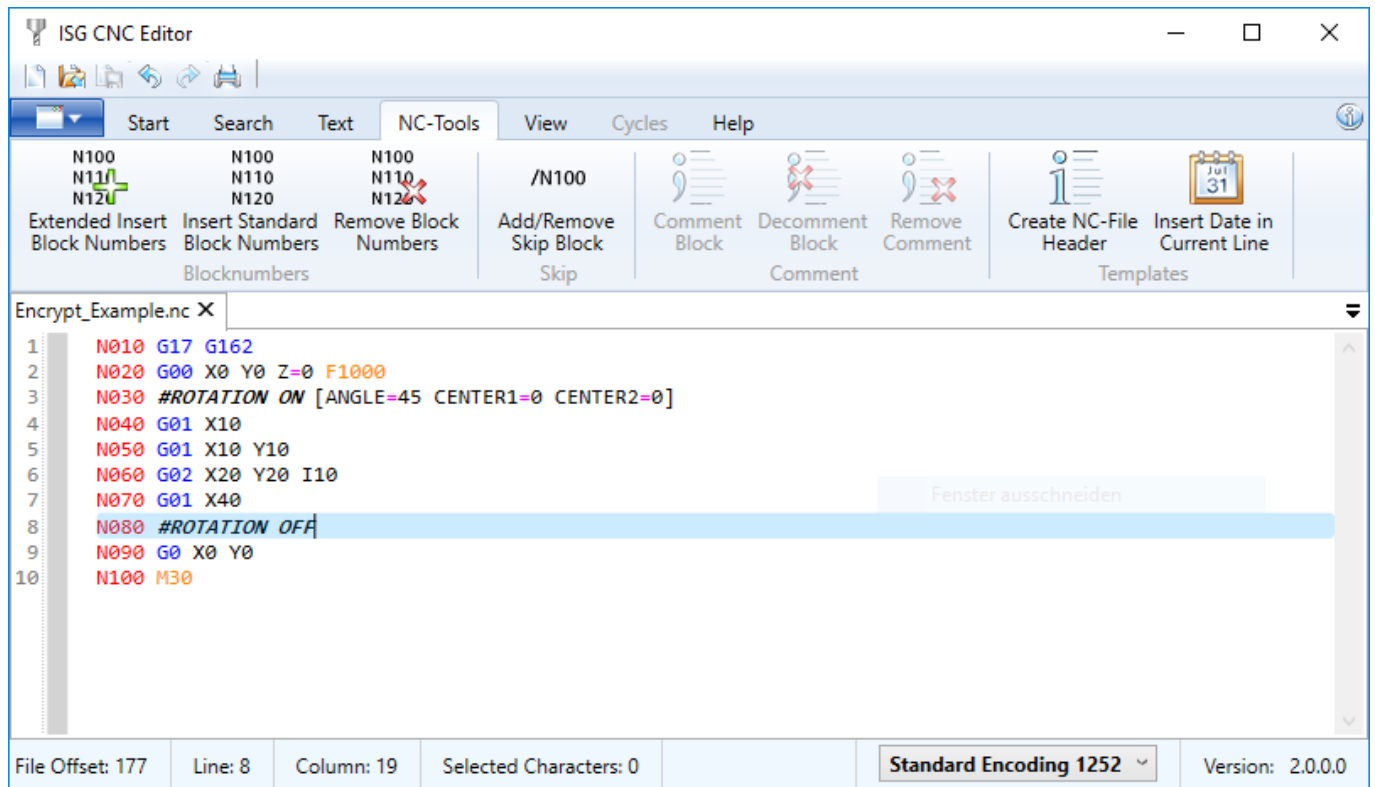 ISG CNC Editor
Start Search Text NC-Tools View Cycles Help
N100 N100 N100
N110 N110 N110
N120 N120 N120
/N100
Jul
31
Extended Insert Insert Standard Remove Block Add/Remove Comment Decomment Remove Create NC-File Insert Date in
Block Numbers Block Numbers Numbers Skip Block Block Block Comment Header Current Line
Blocknumbers Skip Comment Templates
Encrypt_Example.nc
1 N010 G17 G162
2 N020 G00 X0 Y0 Z=0 F1000
3 N030 #ROTATION ON [ANGLE=45 CENTER1=0 CENTER2=0]
4 N040 G01 X10
5 N050 G01 X10 Y10
6 N060 G02 X20 Y20 I10
7 N070 G01 X40
Fenster ausschneiden
8 N080 #ROTATION OFF
9 N090 G0 X0 Y0
10 N100 M30
File Offset: 177 Line: 8 Column: 19 Selected Characters: 0 Standard Encoding 1252 Version: 2.0.0.0